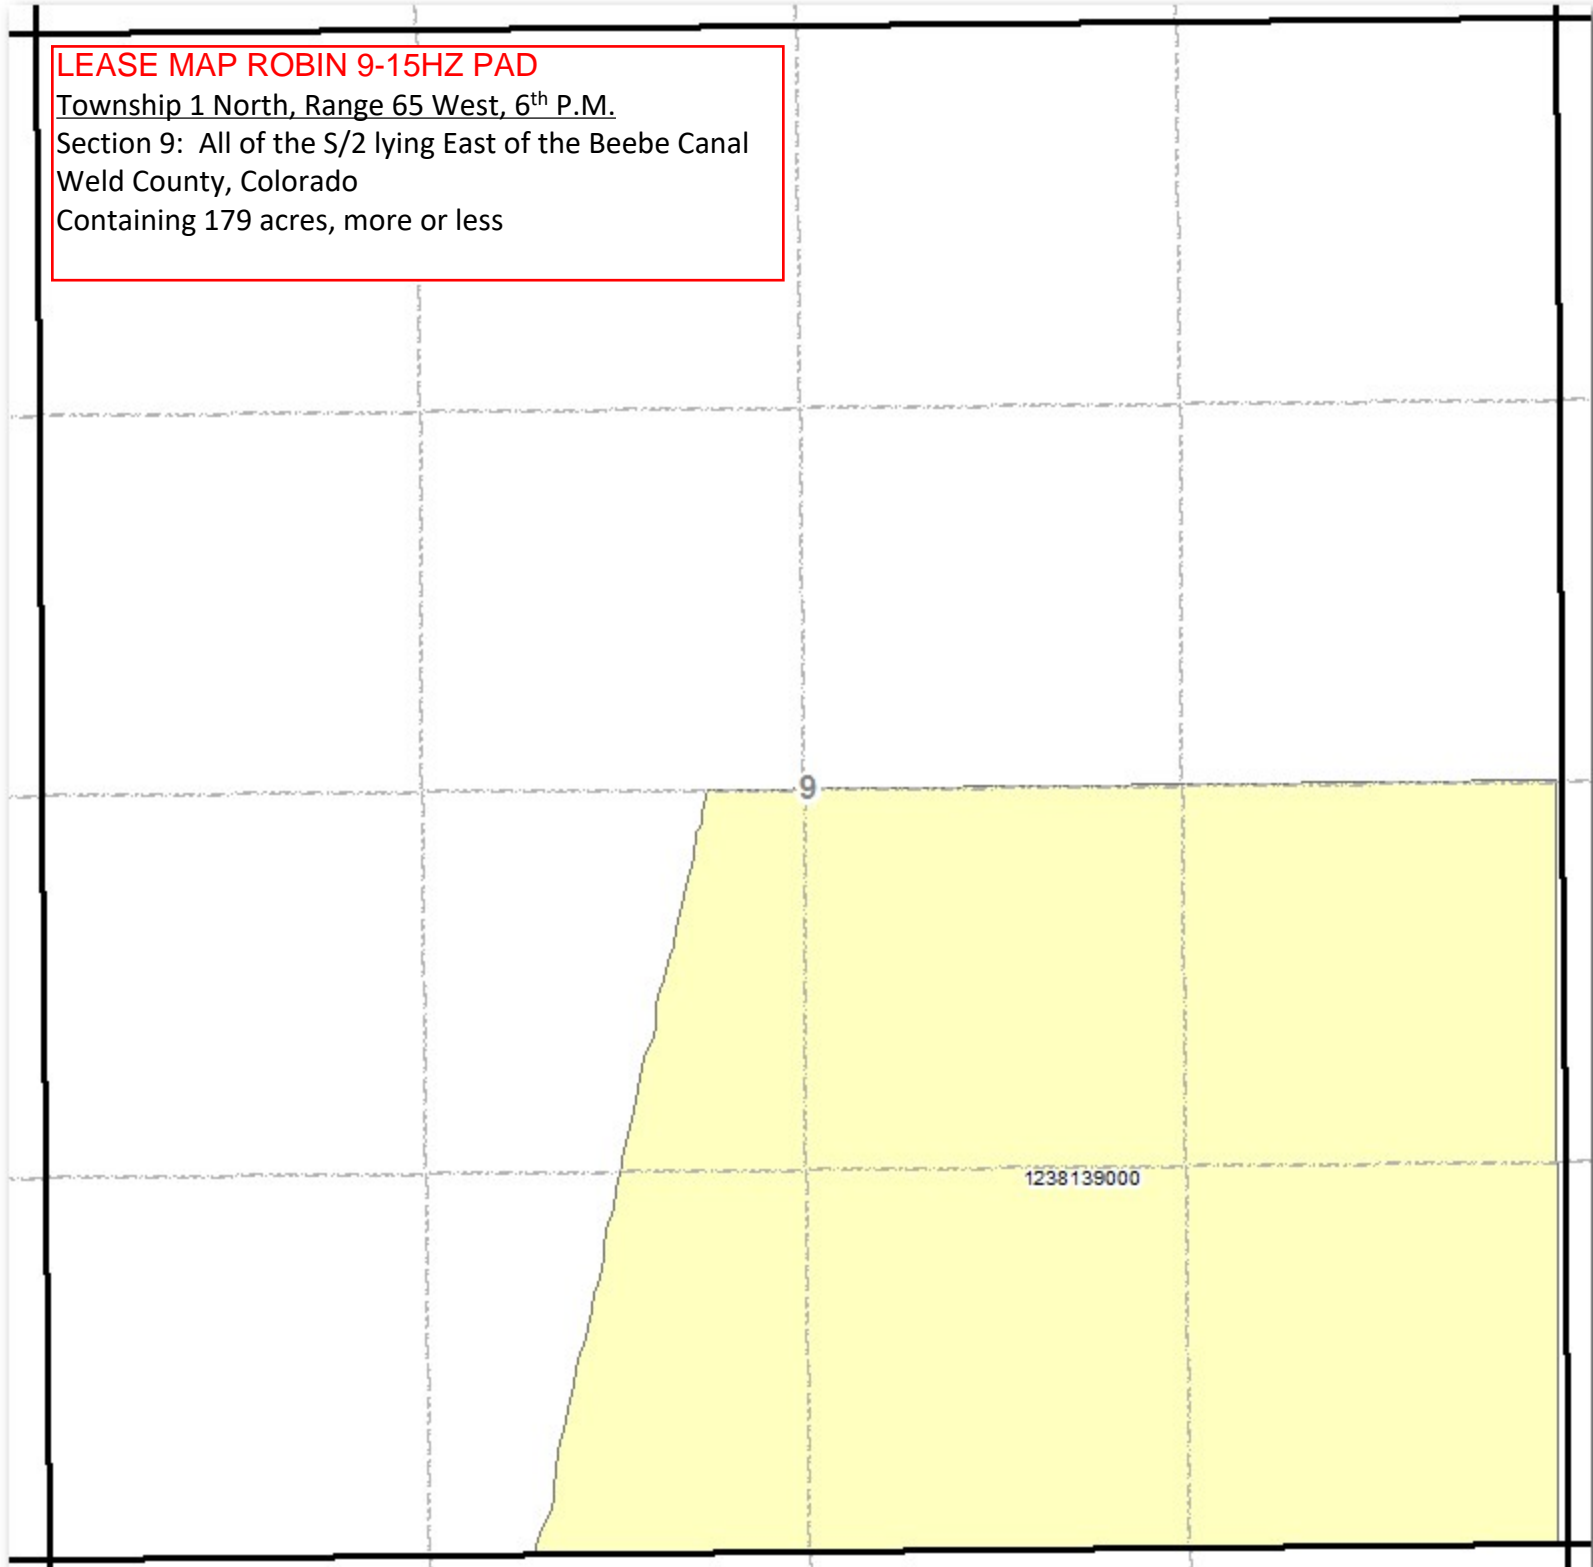 LEASE MAP ROBIN 9-15HZ PAD
Township 1 North, Range 65 West, 6th P.M.
Section 9:  All of the S/2 lying East of the Beebe Canal
Weld County, Colorado
Containing 179 acres, more or less
9
1238139000